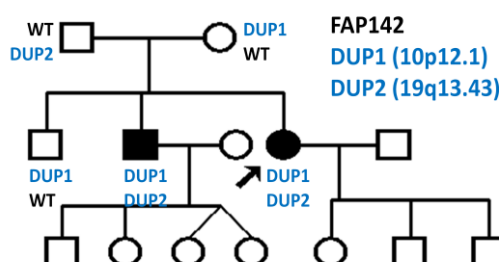 WT
DUP2
DUP1
WT
FAP142
DUP1 (10p12.1)
DUP2 (19q13.43)
DUP1
WT
DUP1
DUP2
DUP1
DUP2